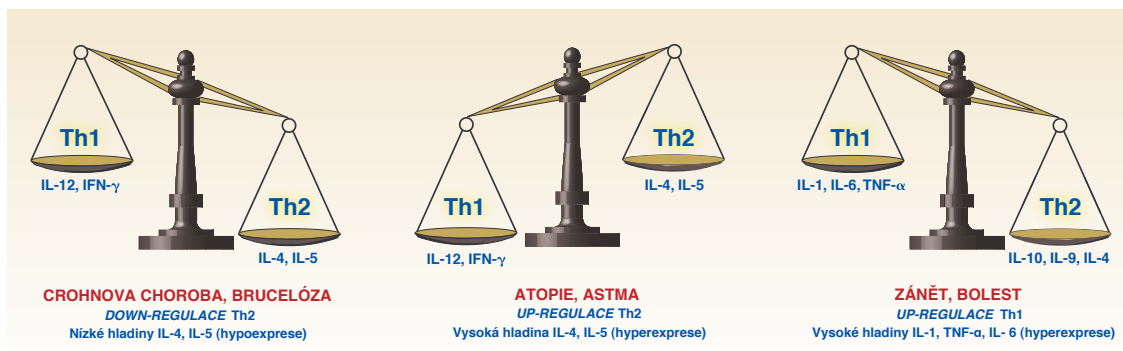 Th1
IL-12, IFN-γ
Th2
IL-4, IL-5
CROHNOVA CHOROBA, BRUCELÓZA
DOWN-REGULACE Th2
Nízké hladiny IL-4, IL-5 (hypoexprese)
Th2
IL-4, IL-5
Th1
IL-12, IFN-γ
ATOPIE, ASTMA
UP-REGULACE Th2
Vysoká hladina IL-4, IL-5 (hyperexprese)
Th1
IL-1, IL-6, TNF-α
Th2
IL-10, IL-9, IL-4
ZÁNĚT, BOLEST
UP-REGULACE Th1
Vysoké hladiny IL-1, TNF-α, IL- 6 (hyperexprese)